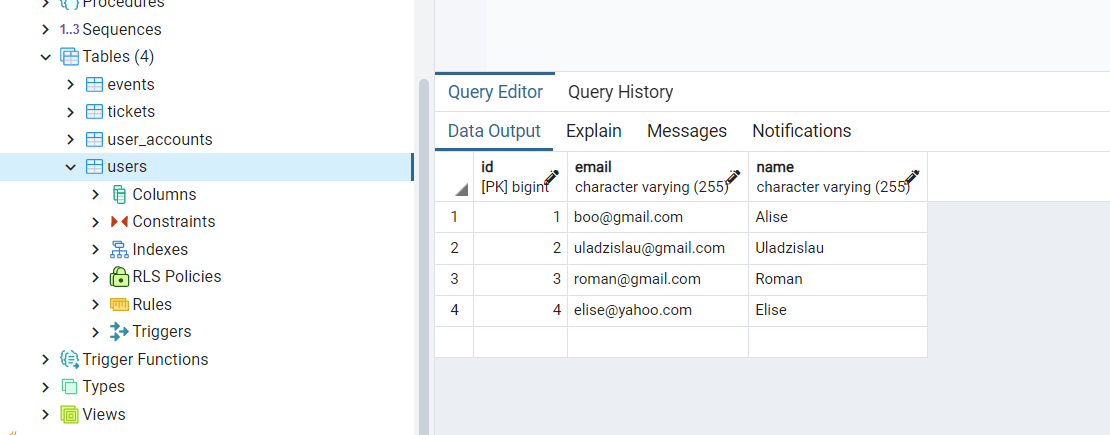 Procedures
1..3 Sequences
Tables (4)
events
tickets
user_accounts
users
Columns
Constraints
Indexes
RLS Policies
Rules
Triggers
Trigger Functions
Types
Views
Query Editor Query History
Data Output Explain Messages Notifications
id email name
[PK] bigint character varying (255) character varying (255)
1 1 boo@gmail.com Alise
2 2 uladzislau@gmail.com Uladzislau
3 3 roman@gmail.com Roman
4 4 elise@yahoo.com Elise